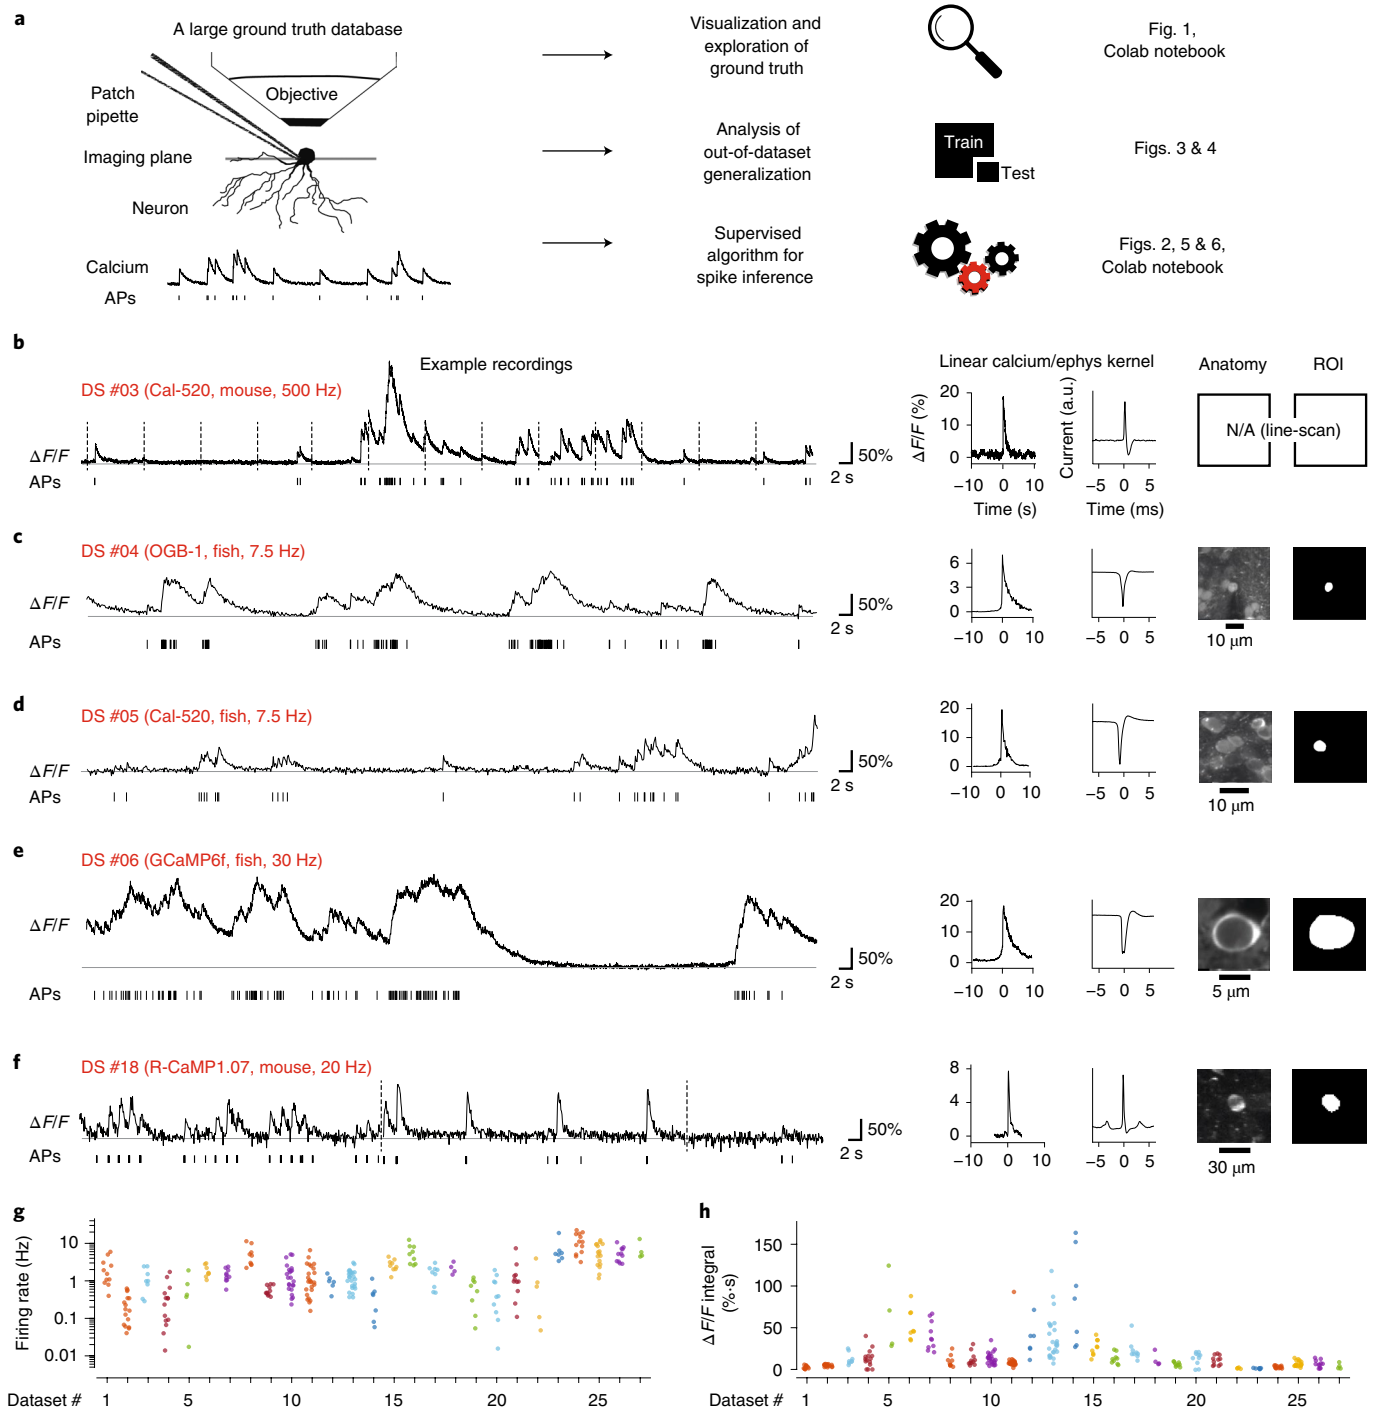 a
A large ground truth database
Patch
pipette
Objective
Imaging plane
Neuron
Calcium
APs
Visualization and
exploration of
ground truth
Fig. 1,
Colab notebook
Analysis of
out-of-dataset
generalization
Train
Test
Figs. 3 & 4
Supervised
algorithm for
spike inference
Figs. 2, 5 & 6,
Colab notebook
b
Example recordings
DS #03 (Cal-520, mouse, 500 Hz)
ΔF/F
APs
50%
2 s
Linear calcium/ephys kernel
ΔF/F (%)
20
10
0
−10 0 10
Time (s)
Current (a.u.)
−5 0 5
Time (ms)
Anatomy
ROI
N/A (line-scan)
c
DS #04 (OGB-1, fish, 7.5 Hz)
ΔF/F
APs
50%
2 s
6
3
0
−10 0 10
−5 0 5
10 μm
d
DS #05 (Cal-520, fish, 7.5 Hz)
ΔF/F
APs
50%
2 s
20
10
0
−10 0 10
−5 0 5
10 μm
e
DS #06 (GCaMP6f, fish, 30 Hz)
ΔF/F
APs
50%
2 s
20
10
0
−10 0 10
−5 0 5
5 μm
f
DS #18 (R-CaMP1.07, mouse, 20 Hz)
ΔF/F
APs
50%
2 s
8
4
0
−10 0 10
−5 0 5
30 μm
g
Firing rate (Hz)
10
1
0.1
0.01
Dataset # 1 5 10 15 20 25
h
ΔF/F integral
(%·s)
150
100
50
0
Dataset # 1 5 10 15 20 25